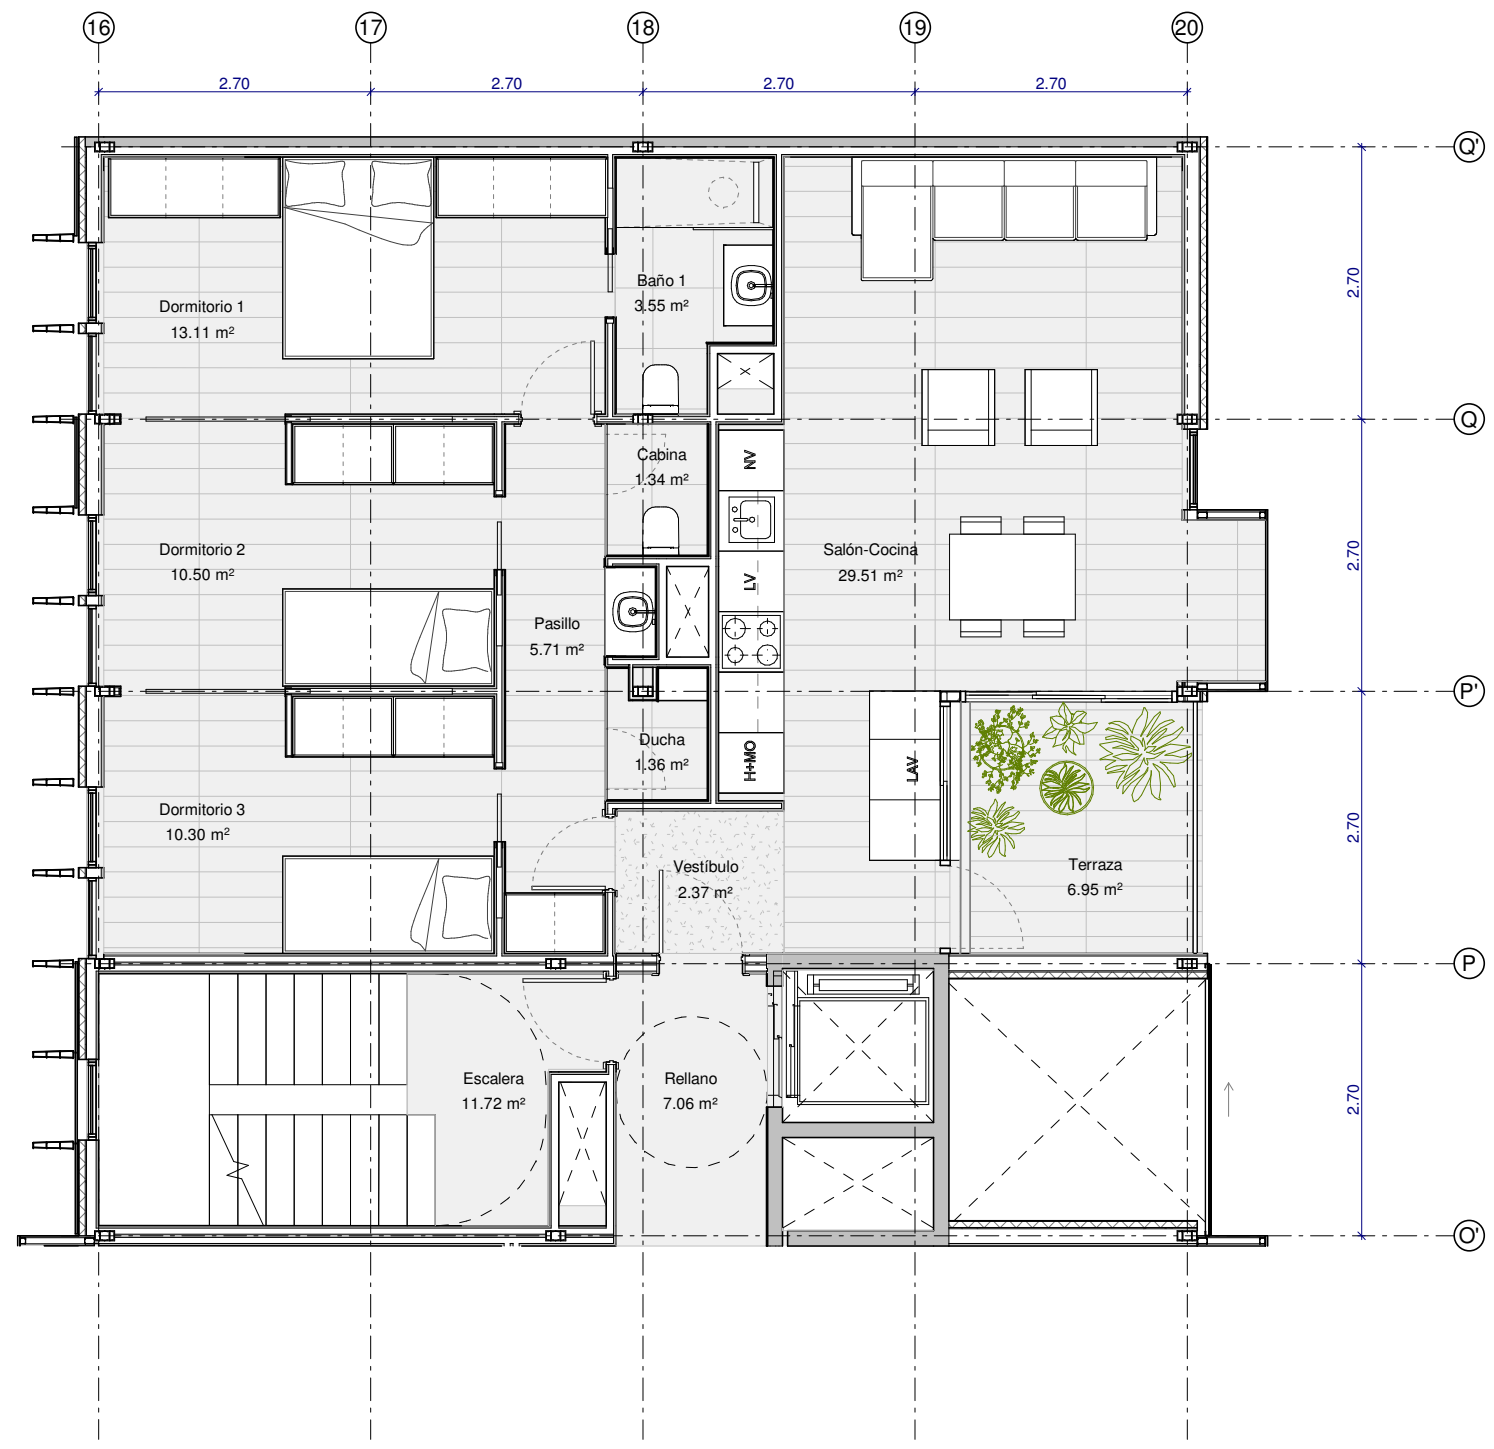 16 17 18 19 20
2.70 2.70 2.70 2.70
Q'
2.70
Baño 1
3.55 m²
Dormitorio 1
13.11 m²
Q
NV
Cabina
1.34 m²
2.70
Dormitorio 2
10.50 m²
Salón-Cocina
29.51 m²
LV
Pasillo
5.71 m²
P'
Ducha
1.36 m²
H+MO
LAV
2.70
Dormitorio 3
10.30 m²
Vestíbulo
2.37 m²
Terraza
6.95 m²
P
Escalera
11.72 m²
Rellano
7.06 m²
2.70
O'